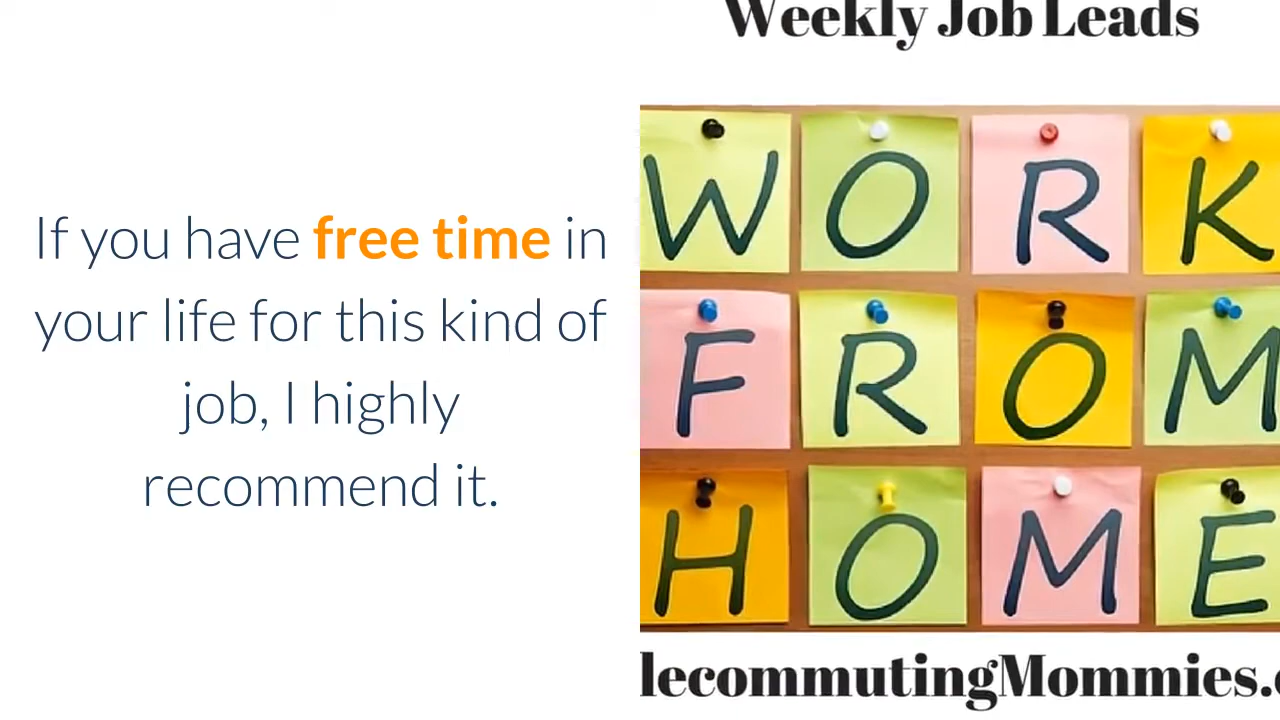 If you have free time in
your life for this kind of
job, I highly
recommend it.
Weekly Job Leads
WORK
FROM
HOME
lecommutingMommies.c